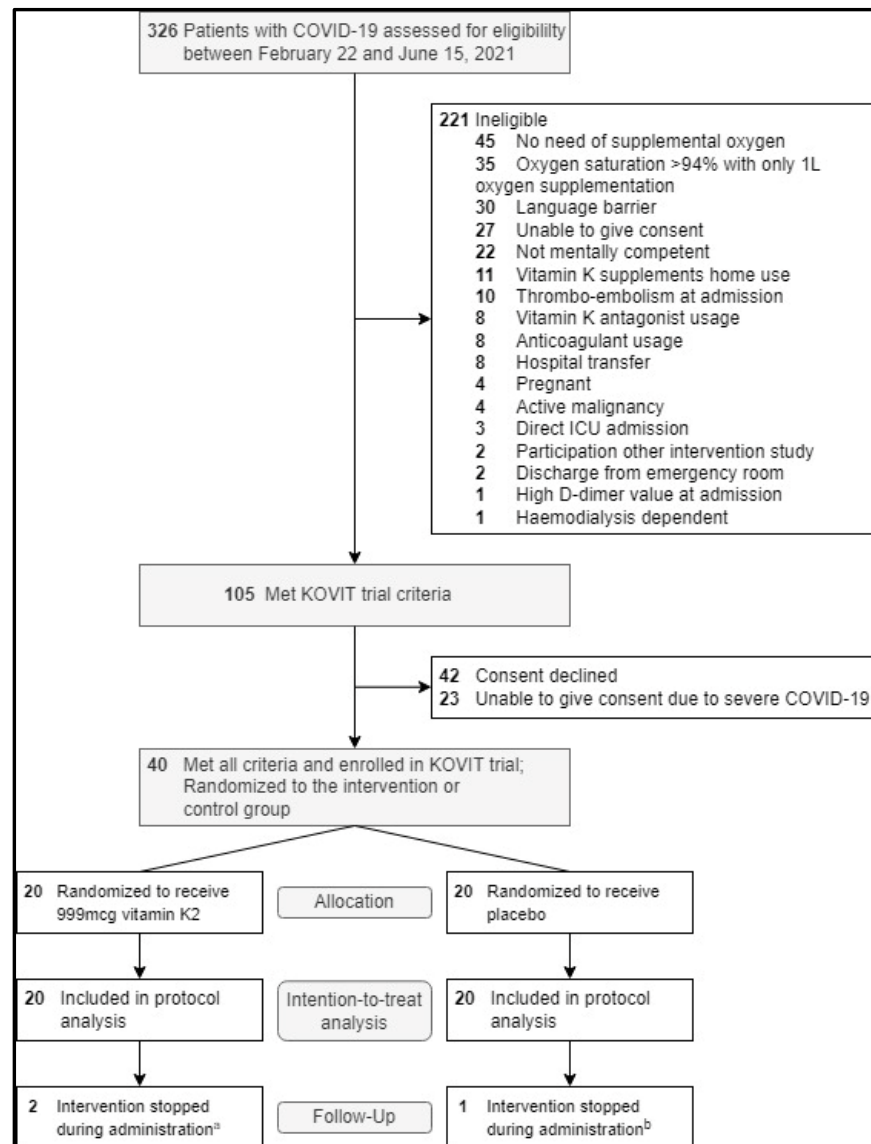 326 Patients with COVID-19 assessed for eligibililty
between February 22 and June 15, 2021
221 Ineligible
45 No need of supplemental oxygen
35 Oxygen saturation >94% with only 1L
oxygen supplementation
30 Language barrier
27 Unable to give consent
22 Not mentally competent
11 Vitamin K supplements home use
10 Thrombo-embolism at admission
8 Vitamin K antagonist usage
8 Anticoagulant usage
8 Hospital transfer
4 Pregnant
4 Active malignancy
3 Direct ICU admission
2 Participation other intervention study
2 Discharge from emergency room
1 High D-dimer value at admission
1 Haemodialysis dependent
105 Met KOVIT trial criteria
42 Consent declined
23 Unable to give consent due to severe COVID-19
40 Met all criteria and enrolled in KOVIT trial;
Randomized to the intervention or
control group
20 Randomized to receive
999mcg vitamin K2
Allocation
20 Randomized to receive
placebo
20 Included in protocol
analysis
Intention-to-treat
analysis
20 Included in protocol
analysis
2 Intervention stopped
during administrationᵃ
Follow-Up
1 Intervention stopped
during administrationᵇ